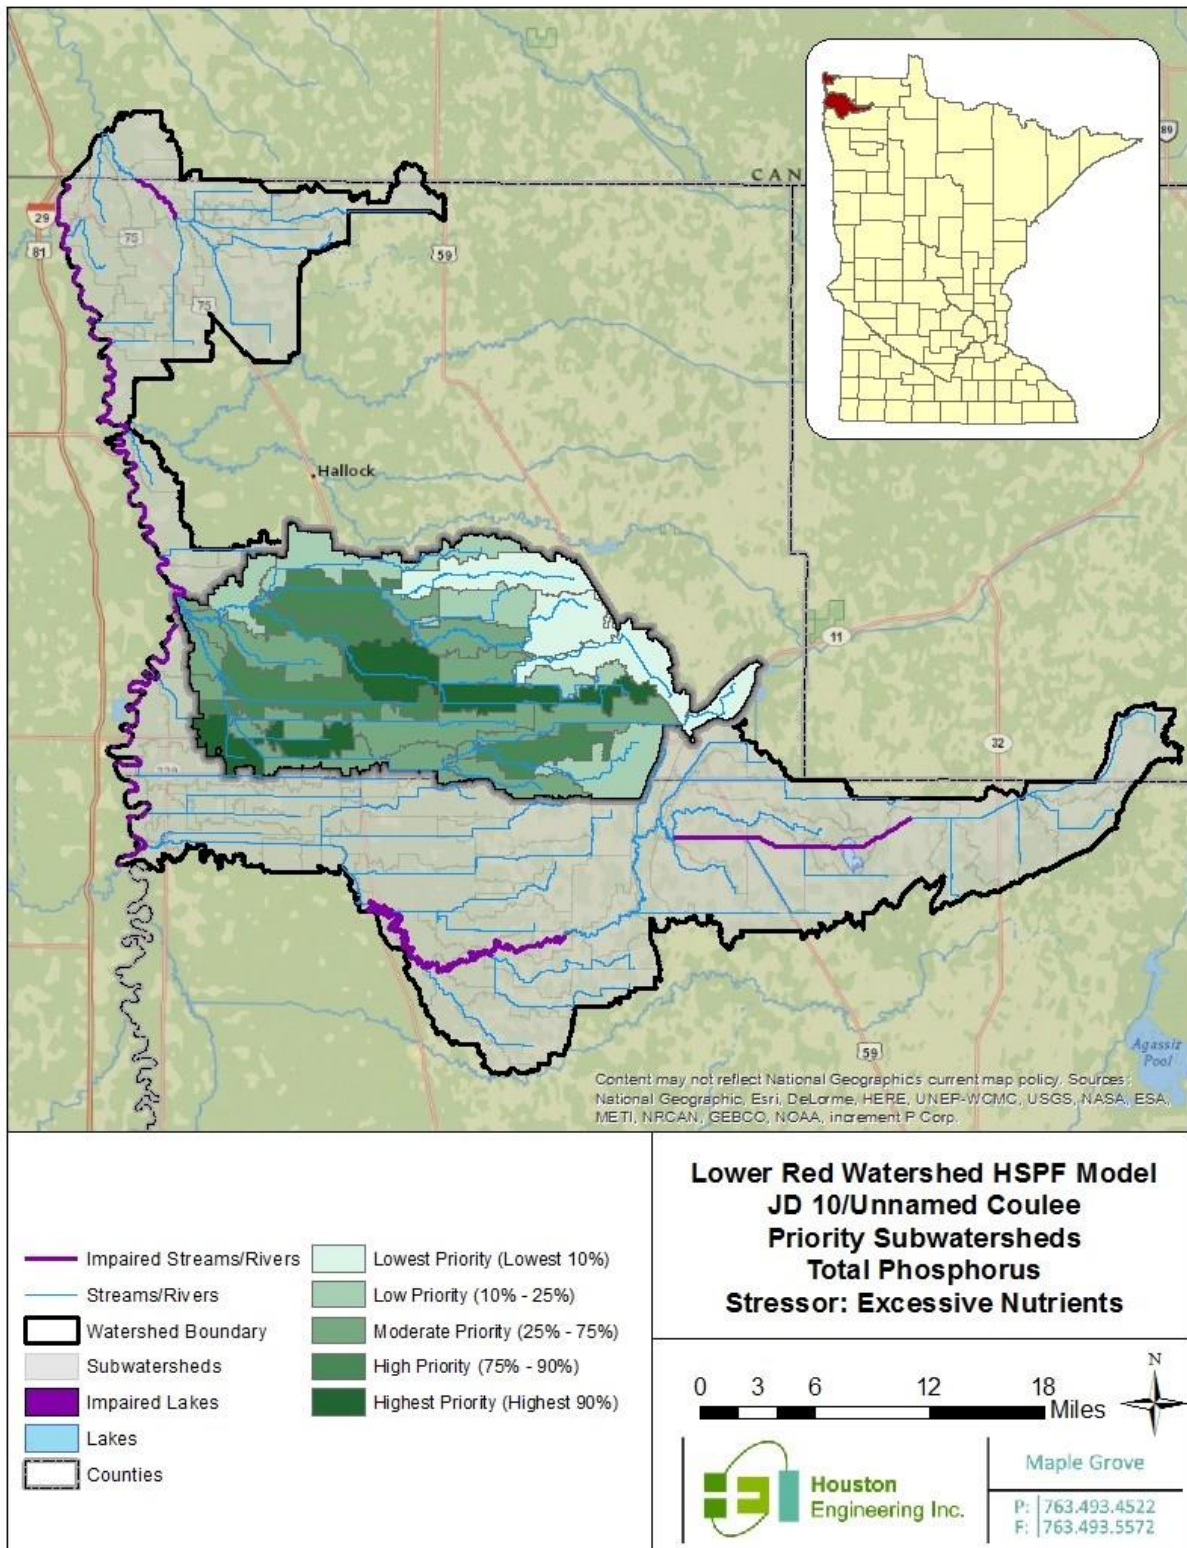 89
CAN
29
81
75
59
75
Hallock
11
32
59
Agassiz
Pool
Content may not reflect National Geographic's current map policy. Sources:
National Geographic, Esri, DeLorme, HERE, UNEP-WCMC, USGS, NASA, ESA,
METI, NRCAN, GEBCO, NOAA, increment P Corp.
Impaired Streams/Rivers
Streams/Rivers
Watershed Boundary
Subwatersheds
Impaired Lakes
Lakes
Counties
Lowest Priority (Lowest 10%)
Low Priority (10% - 25%)
Moderate Priority (25% - 75%)
High Priority (75% - 90%)
Highest Priority (Highest 90%)
Lower Red Watershed HSPF Model
JD 10/Unnamed Coulee
Priority Subwatersheds
Total Phosphorus
Stressor: Excessive Nutrients
N
0 3 6 12 18
Miles
Houston
Engineering Inc.
Maple Grove
P: 763.493.4522
F: 763.493.5572